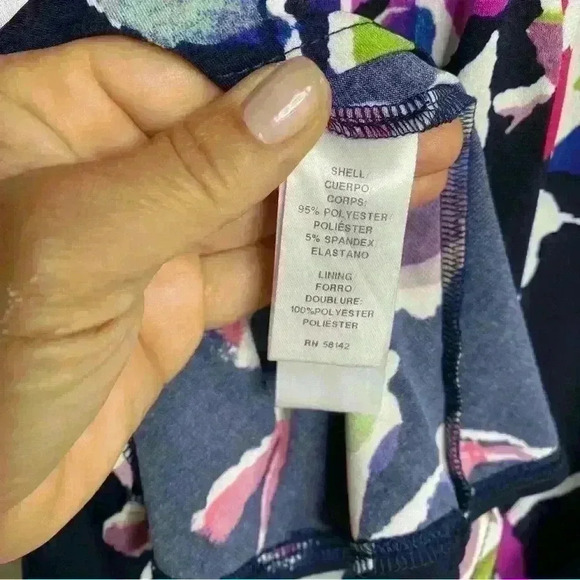 SHELL/
CUERPO
CORPS:
95% POLYESTER/
POLIÉSTER
5% SPANDEX
ELASTANO
LINING
FORRO
DOUBLURE:
100%POLYESTER
POLIESTER
RN 58142